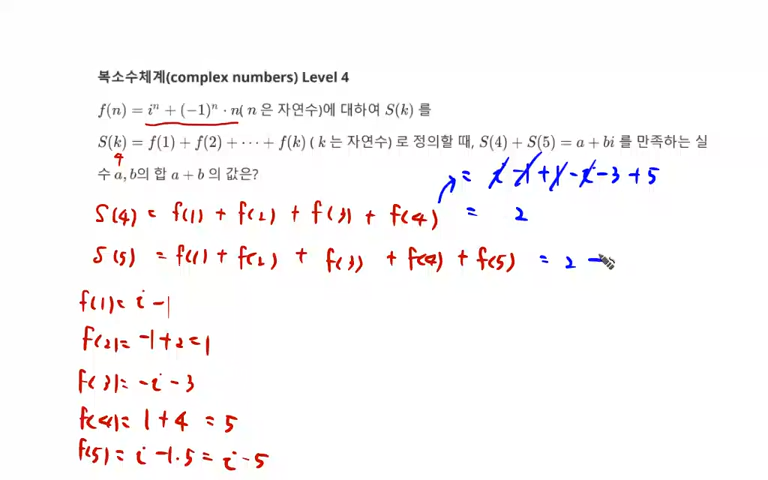 복소수체계(complex numbers) Level 4
f(n) = iⁿ + (−1)ⁿ · n( n 은 자연수)에 대하여 S(k) 를
S(k) = f(1) + f(2) + ⋯ + f(k) ( k 는 자연수) 로 정의할 때, S(4) + S(5) = a + bi 를 만족하는 실
4
수 a, b의 합 a + b 의 값은?
= i − 1 + 1 − i − 3 + 5
S(4) = f(1) + f(2) + f(3) + f(4) = 2
S(5) = f(1) + f(2) + f(3) + f(4) + f(5) = 2 −
f(1) = i − 1
f(2) = −1 + 2 = 1
f(3) = −i − 3
f(4) = 1 + 4 = 5
f(5) = i − 1·5 = i − 5